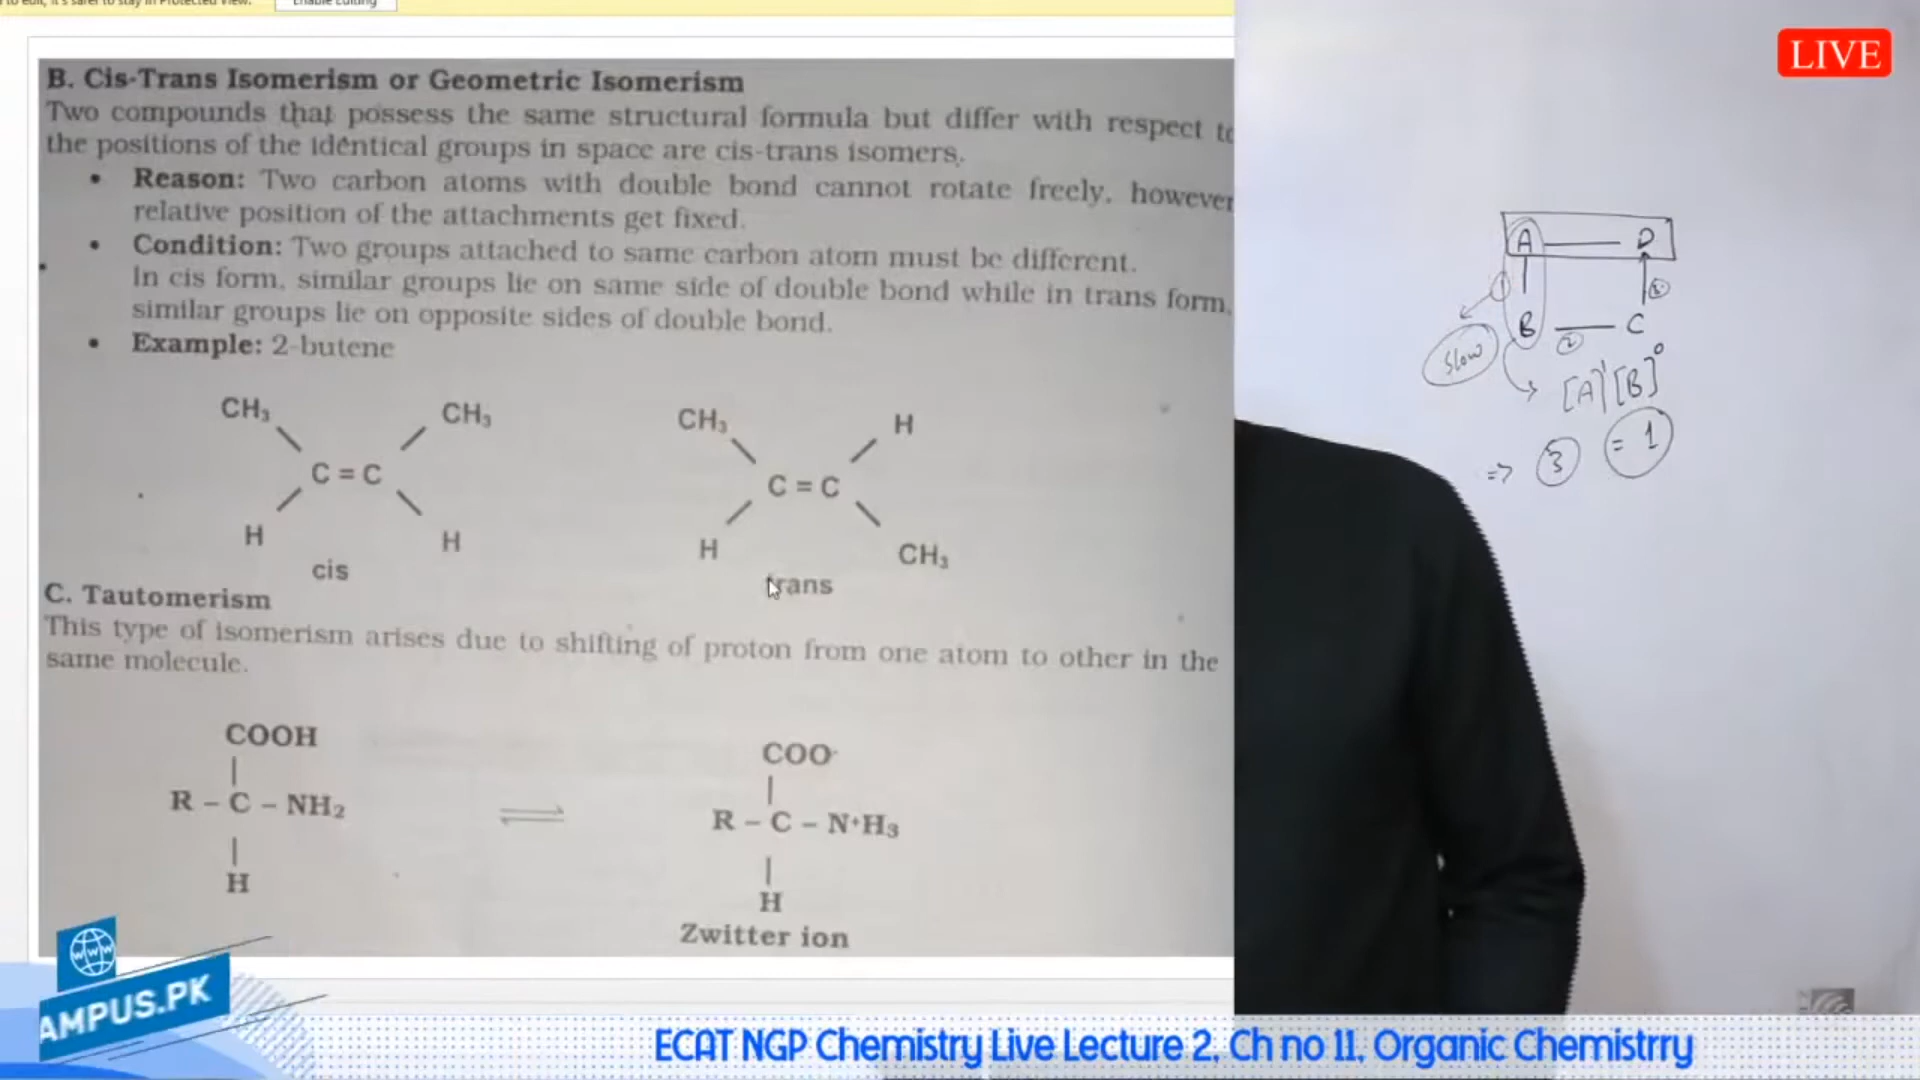 Enable Editing
LIVE
B. Cis-Trans Isomerism or Geometric Isomerism
Two compounds that possess the same structural formula but differ with respect to
the positions of the identical groups in space are cis-trans isomers.
• Reason: Two carbon atoms with double bond cannot rotate freely, however
relative position of the attachments get fixed.
• Condition: Two groups attached to same carbon atom must be different.
In cis form, similar groups lie on same side of double bond while in trans form,
similar groups lie on opposite sides of double bond.
• Example: 2-butene
CH₃ CH₃
C = C
H H
cis
CH₃ H
C = C
H CH₃
trans
C. Tautomerism
This type of isomerism arises due to shifting of proton from one atom to other in the
same molecule.
COOH
|
R – C – NH₂
|
H
⇌
COO⁻
|
R – C – N⁺H₃
|
H
Zwitter ion
A D
① ③
B ② C
Slow
[A]¹[B]⁰
⇒ ③ = 1
WWW
AMPUS.PK
ECAT NGP Chemistry Live Lecture 2, Ch no 11, Organic Chemistrry